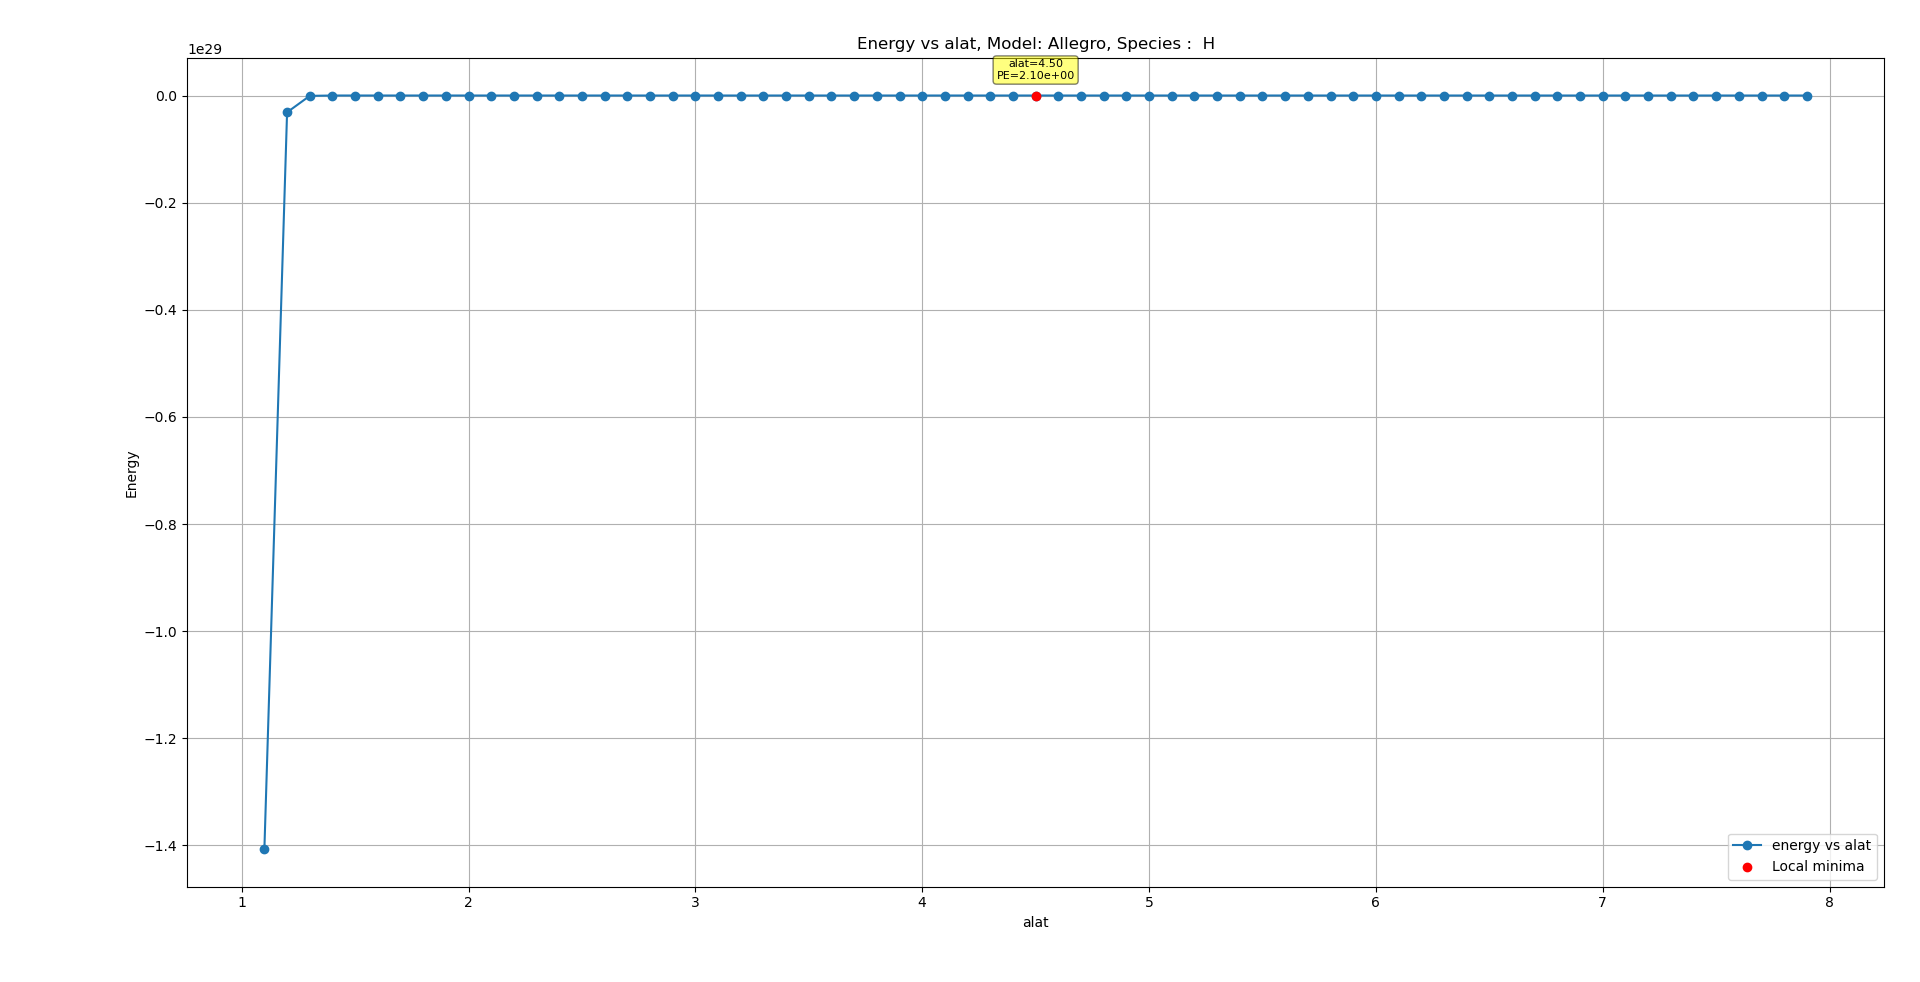 Energy vs alat, Model: Allegro, Species :  H
1e29
alat=4.50
PE=2.10e+00
0.0
−0.2
−0.4
−0.6
−0.8
−1.0
−1.2
−1.4
Energy
1 2 3 4 5 6 7 8
alat
energy vs alat
Local minima